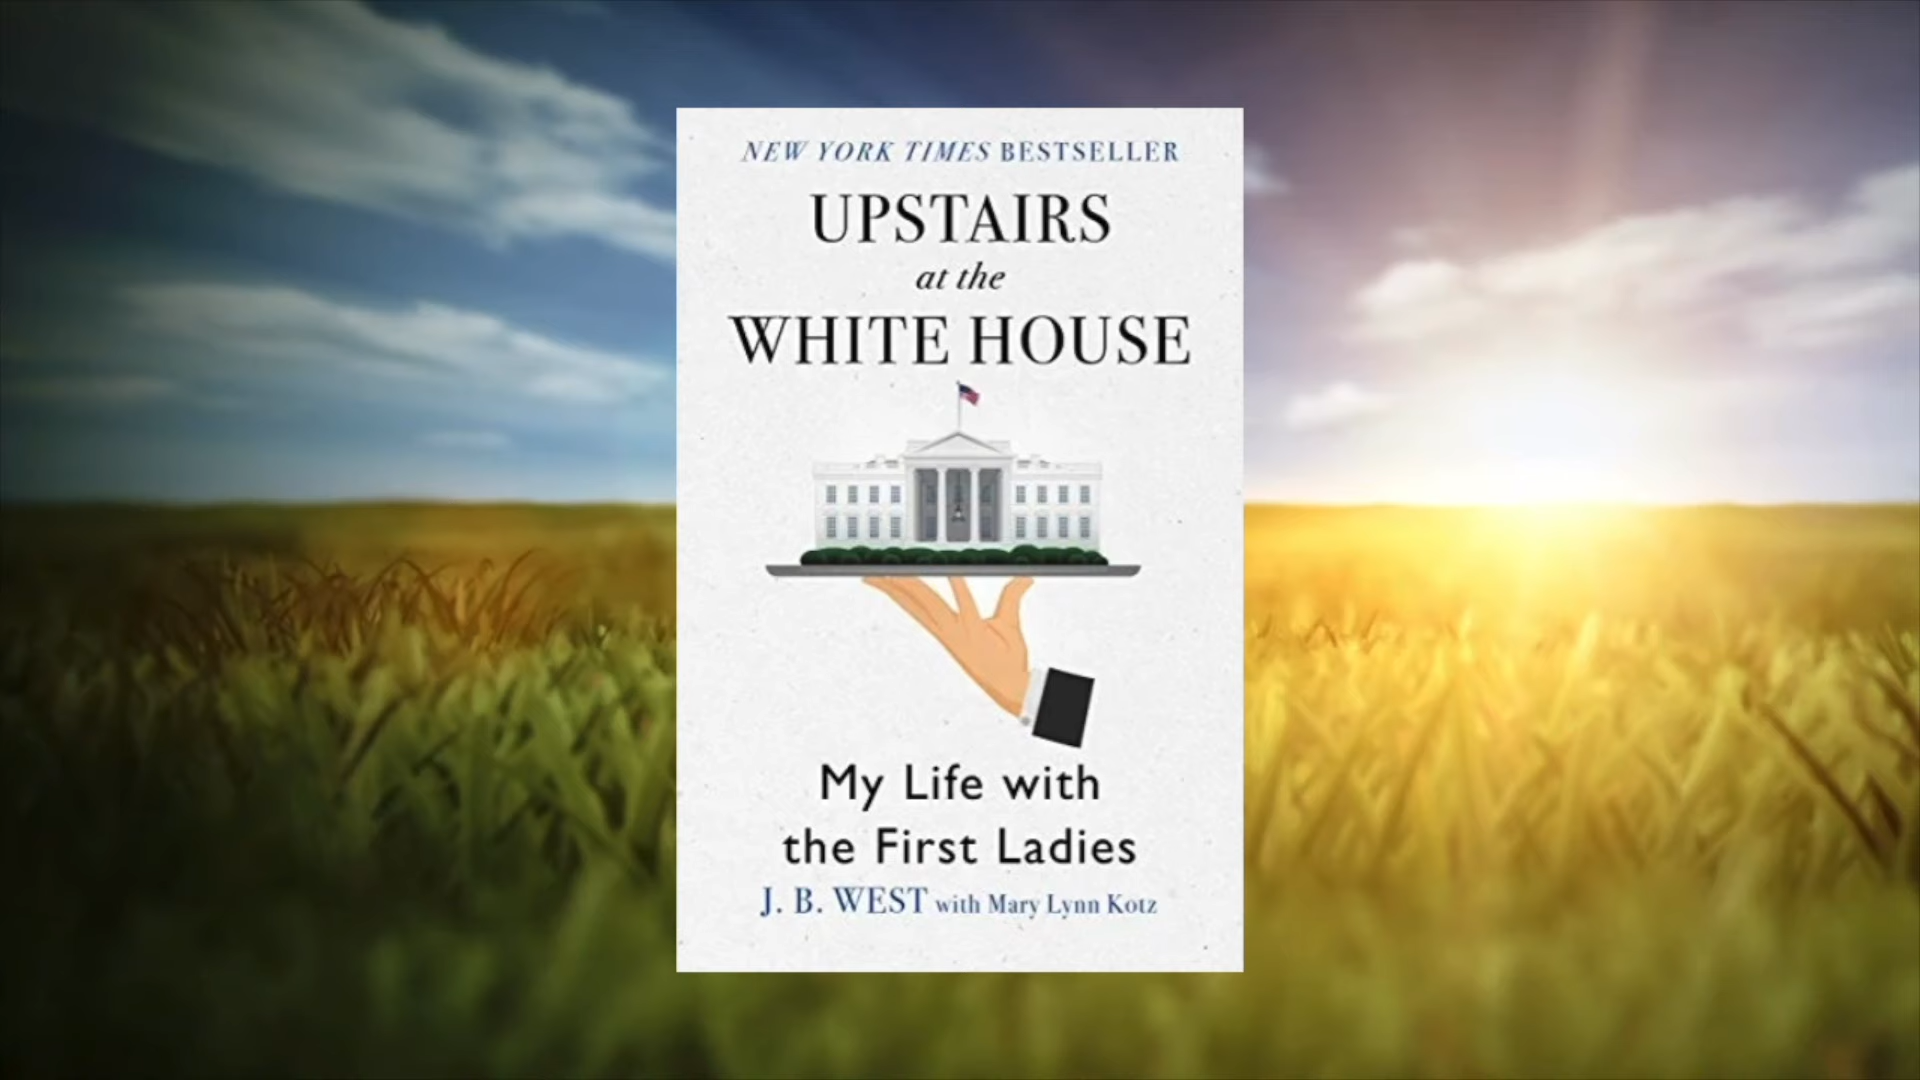 NEW YORK TIMES BESTSELLER
UPSTAIRS
at the
WHITE HOUSE
My Life with
the First Ladies
J. B. WEST with Mary Lynn Kotz